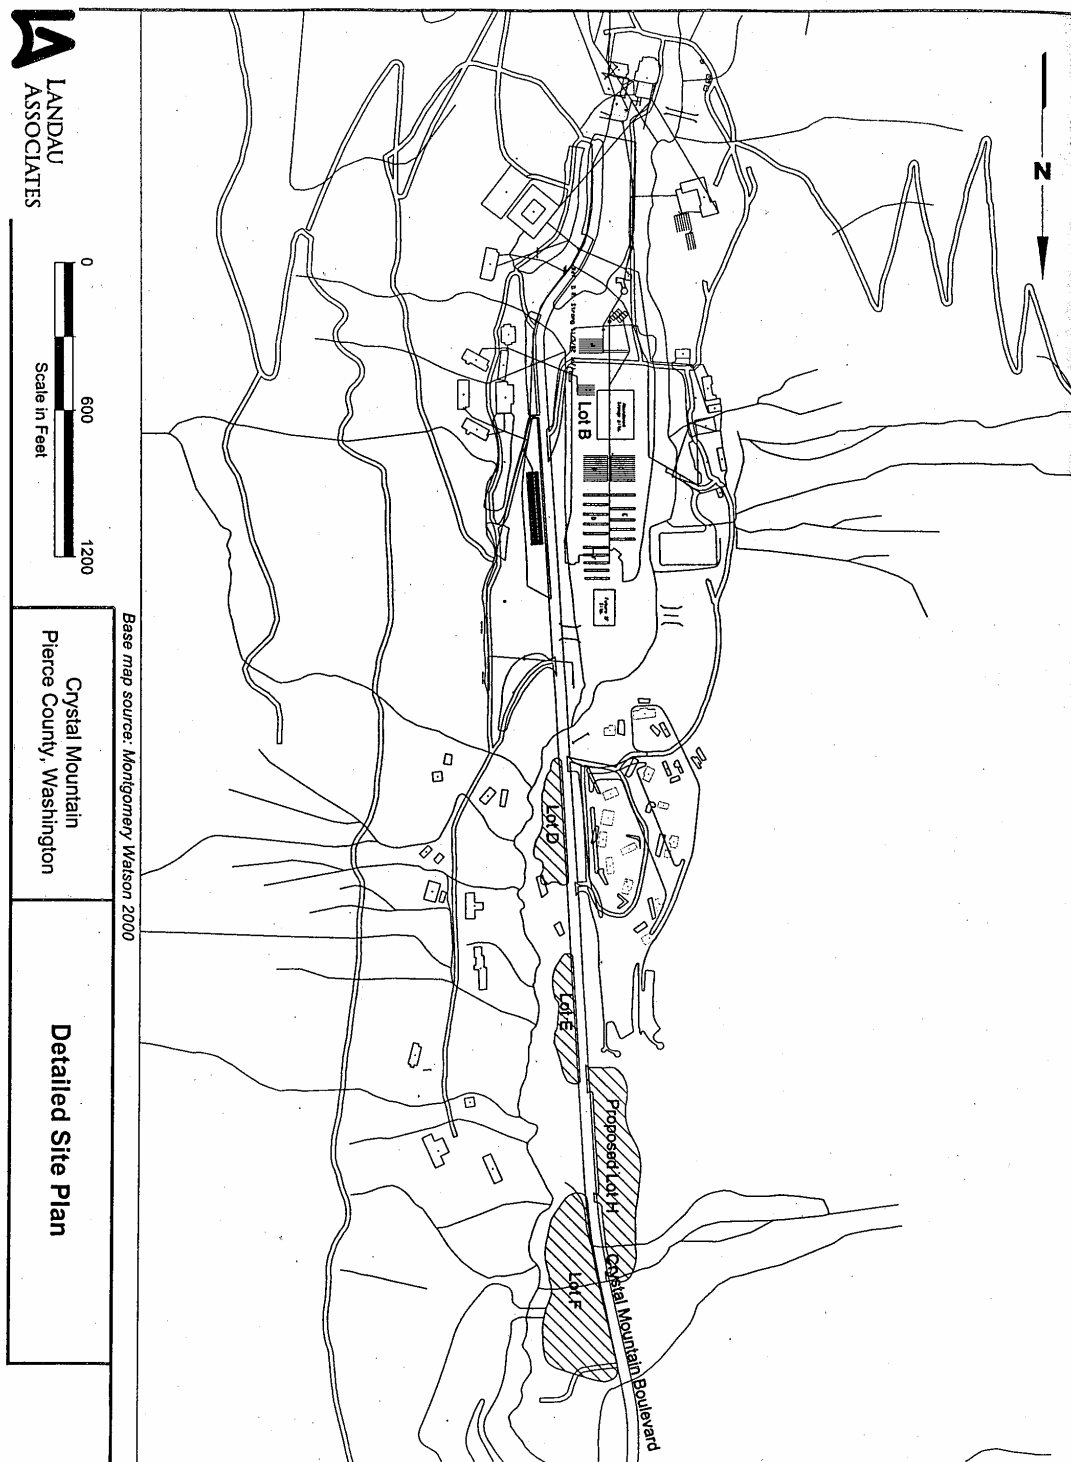 N
Lot B
Lot D
Lot E
Proposed Lot H
Lot F
Crystal Mountain Boulevard
LANDAU
ASSOCIATES
0
600
1200
Scale in Feet
Base map source: Montgomery Watson 2000
Crystal Mountain
Pierce County, Washington
Detailed Site Plan